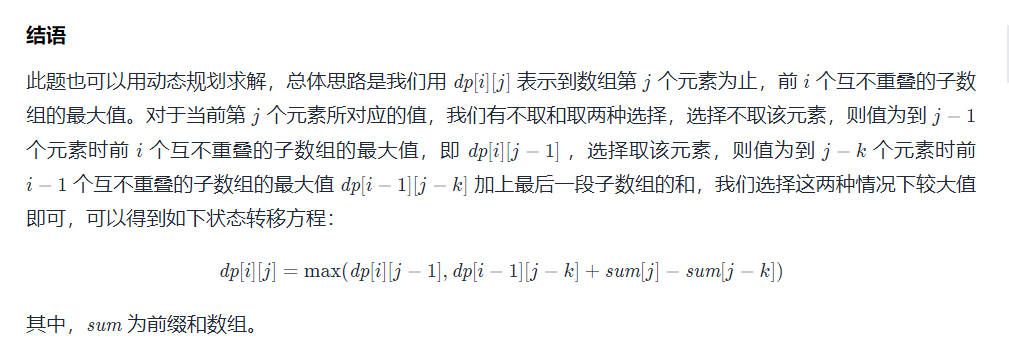 结语
此题也可以用动态规划求解，总体思路是我们用 dp[i][j] 表示到数组第 j 个元素为止，前 i 个互不重叠的子数
组的最大值。对于当前第 j 个元素所对应的值，我们有不取和取两种选择，选择不取该元素，则值为到 j − 1
个元素时前 i 个互不重叠的子数组的最大值，即 dp[i][j − 1] ，选择取该元素，则值为到 j − k 个元素时前
i − 1 个互不重叠的子数组的最大值 dp[i − 1][j − k] 加上最后一段子数组的和，我们选择这两种情况下较大值
即可，可以得到如下状态转移方程：
dp[i][j] = max(dp[i][j − 1], dp[i − 1][j − k] + sum[j] − sum[j − k])
其中，sum 为前缀和数组。